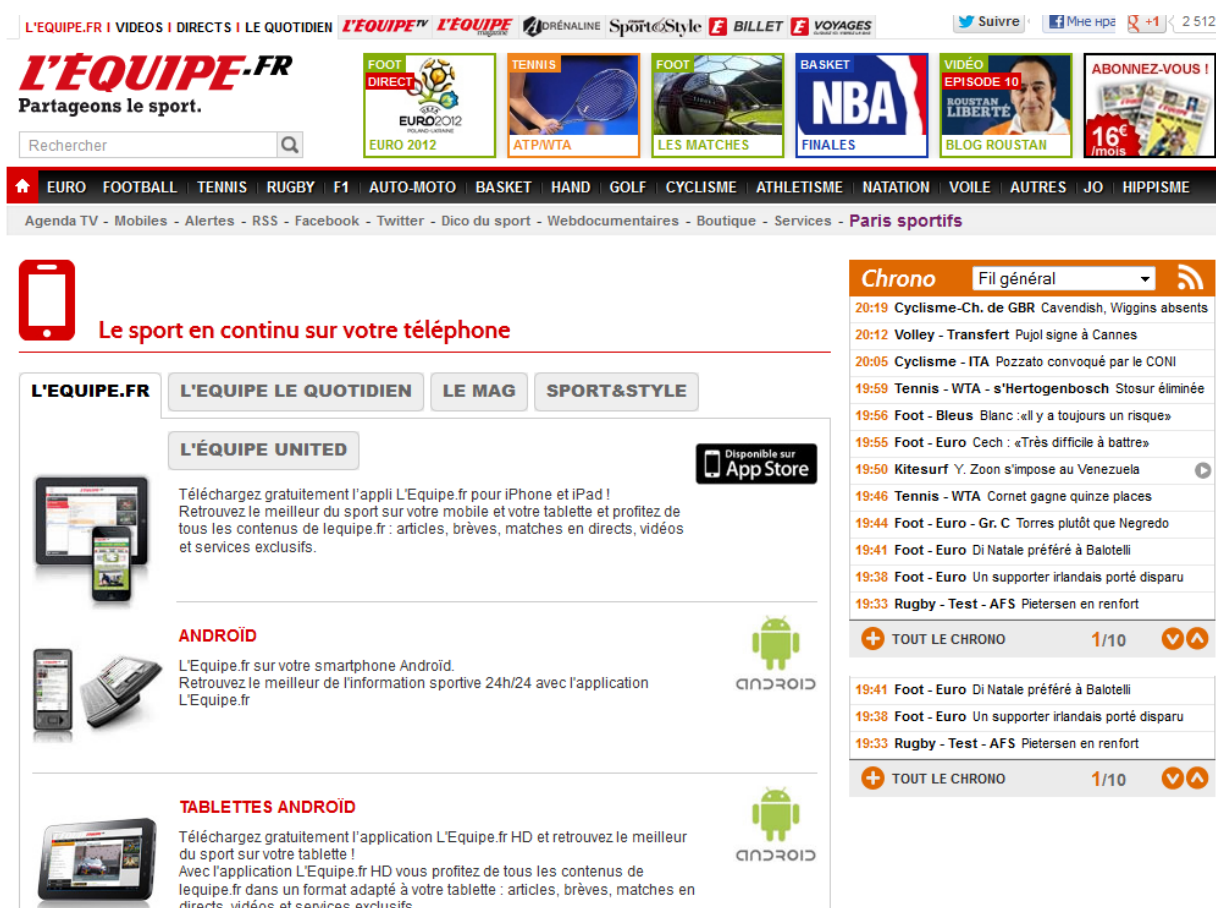 L'EQUIPE.FR I VIDEOS I DIRECTS I LE QUOTIDIEN L'ÉQUIPE TV L'ÉQUIPE magazine ADRÉNALINE Sport&Style É BILLET É VOYAGES
Suivre Мне нра +1 2 512
L'ÉQUIPE.FR
Partageons le sport.
Rechercher
FOOT
DIRECT
UEFA
EURO2012
POLAND-UKRAINE
EURO 2012
TENNIS
ATP/WTA
FOOT
LES MATCHES
BASKET
NBA
FINALES
VIDÉO
EPISODE 10
ROUSTAN
LIBERTÉ
BLOG ROUSTAN
ABONNEZ-VOUS !
16€
/mois
EURO FOOTBALL TENNIS RUGBY F1 AUTO-MOTO BASKET HAND GOLF CYCLISME ATHLETISME NATATION VOILE AUTRES JO HIPPISME
Agenda TV - Mobiles - Alertes - RSS - Facebook - Twitter - Dico du sport - Webdocumentaires - Boutique - Services - Paris sportifs
Le sport en continu sur votre téléphone
L'EQUIPE.FR L'EQUIPE LE QUOTIDIEN LE MAG SPORT&STYLE
L'ÉQUIPE UNITED
Disponible sur
App Store
Téléchargez gratuitement l'appli L'Equipe.fr pour iPhone et iPad !
Retrouvez le meilleur du sport sur votre mobile et votre tablette et profitez de
tous les contenus de lequipe.fr : articles, brèves, matches en directs, vidéos
et services exclusifs.
ANDROÏD
L'Equipe.fr sur votre smartphone Androïd.
Retrouvez le meilleur de l'information sportive 24h/24 avec l'application
L'Equipe.fr
ANDROID
TABLETTES ANDROÏD
Téléchargez gratuitement l'application L'Equipe.fr HD et retrouvez le meilleur
du sport sur votre tablette !
Avec l'application L'Equipe.fr HD vous profitez de tous les contenus de
lequipe.fr dans un format adapté à votre tablette : articles, brèves, matches en
directs, vidéos et services exclusifs
ANDROID
Chrono Fil général
20:19 Cyclisme-Ch. de GBR Cavendish, Wiggins absents
20:12 Volley - Transfert Pujol signe à Cannes
20:05 Cyclisme - ITA Pozzato convoqué par le CONI
19:59 Tennis - WTA - s'Hertogenbosch Stosur éliminée
19:56 Foot - Bleus Blanc :«Il y a toujours un risque»
19:55 Foot - Euro Cech : «Très difficile à battre»
19:50 Kitesurf Y. Zoon s'impose au Venezuela
19:46 Tennis - WTA Cornet gagne quinze places
19:44 Foot - Euro - Gr. C Torres plutôt que Negredo
19:41 Foot - Euro Di Natale préféré à Balotelli
19:38 Foot - Euro Un supporter irlandais porté disparu
19:33 Rugby - Test - AFS Pietersen en renfort
TOUT LE CHRONO 1/10
19:41 Foot - Euro Di Natale préféré à Balotelli
19:38 Foot - Euro Un supporter irlandais porté disparu
19:33 Rugby - Test - AFS Pietersen en renfort
TOUT LE CHRONO 1/10